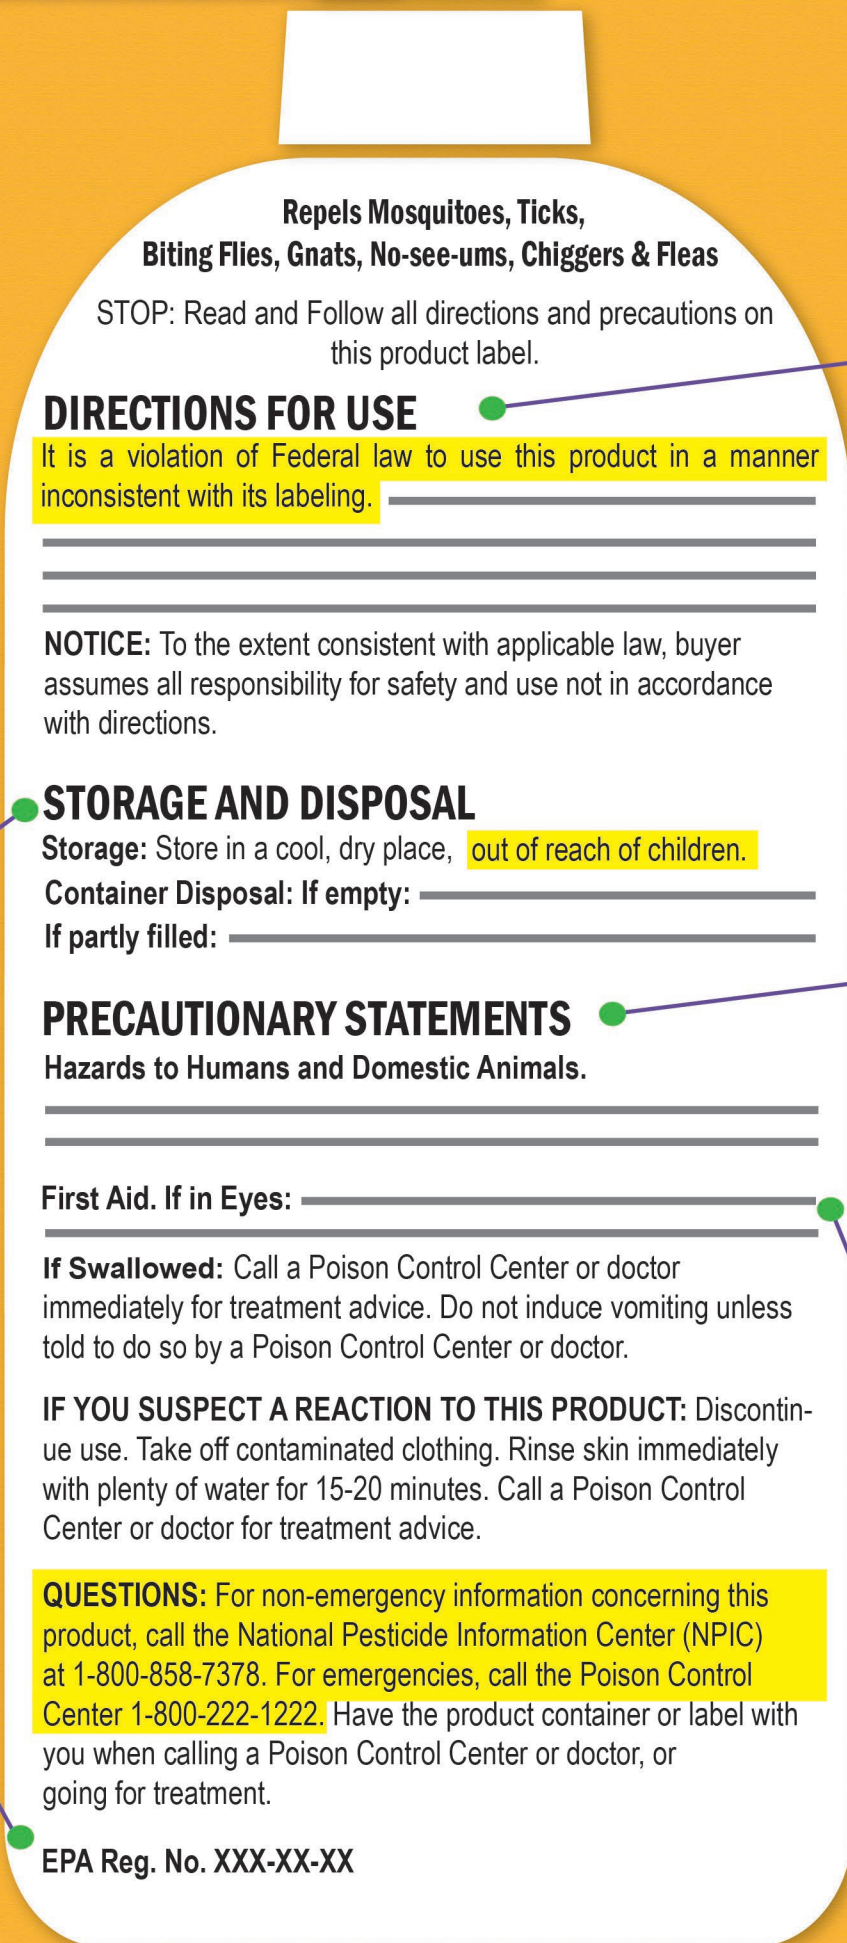 Repels Mosquitoes, Ticks,
Biting Flies, Gnats, No-see-ums, Chiggers & Fleas
STOP: Read and Follow all directions and precautions on
this product label.
DIRECTIONS FOR USE
It is a violation of Federal law to use this product in a manner
inconsistent with its labeling.
NOTICE: To the extent consistent with applicable law, buyer
assumes all responsibility for safety and use not in accordance
with directions.
STORAGE AND DISPOSAL
Storage: Store in a cool, dry place, out of reach of children.
Container Disposal: If empty:
If partly filled:
PRECAUTIONARY STATEMENTS
Hazards to Humans and Domestic Animals.
First Aid. If in Eyes:
If Swallowed: Call a Poison Control Center or doctor
immediately for treatment advice. Do not induce vomiting unless
told to do so by a Poison Control Center or doctor.
IF YOU SUSPECT A REACTION TO THIS PRODUCT: Discontin-
ue use. Take off contaminated clothing. Rinse skin immediately
with plenty of water for 15-20 minutes. Call a Poison Control
Center or doctor for treatment advice.
QUESTIONS: For non-emergency information concerning this
product, call the National Pesticide Information Center (NPIC)
at 1-800-858-7378. For emergencies, call the Poison Control
Center 1-800-222-1222. Have the product container or label with
you when calling a Poison Control Center or doctor, or
going for treatment.
EPA Reg. No. XXX-XX-XX